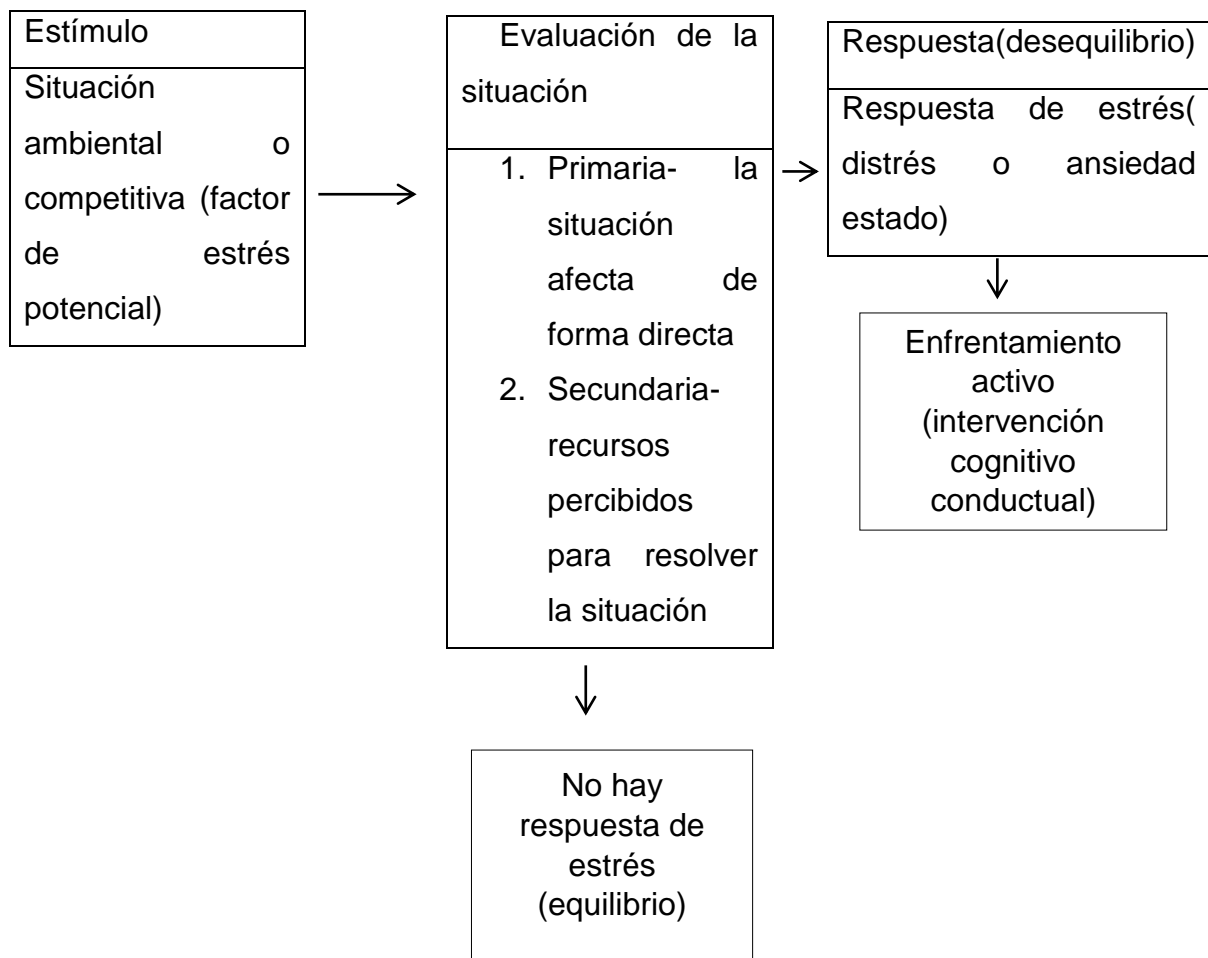 Estímulo
Situación
ambiental o
competitiva (factor
de estrés
potencial)
Evaluación de la
situación
1. Primaria- la
situación
afecta de
forma directa
2. Secundaria-
recursos
percibidos
para resolver
la situación
Respuesta(desequilibrio)
Respuesta de estrés(
distrés o ansiedad
estado)
Enfrentamiento
activo
(intervención
cognitivo
conductual)
No hay
respuesta de
estrés
(equilibrio)